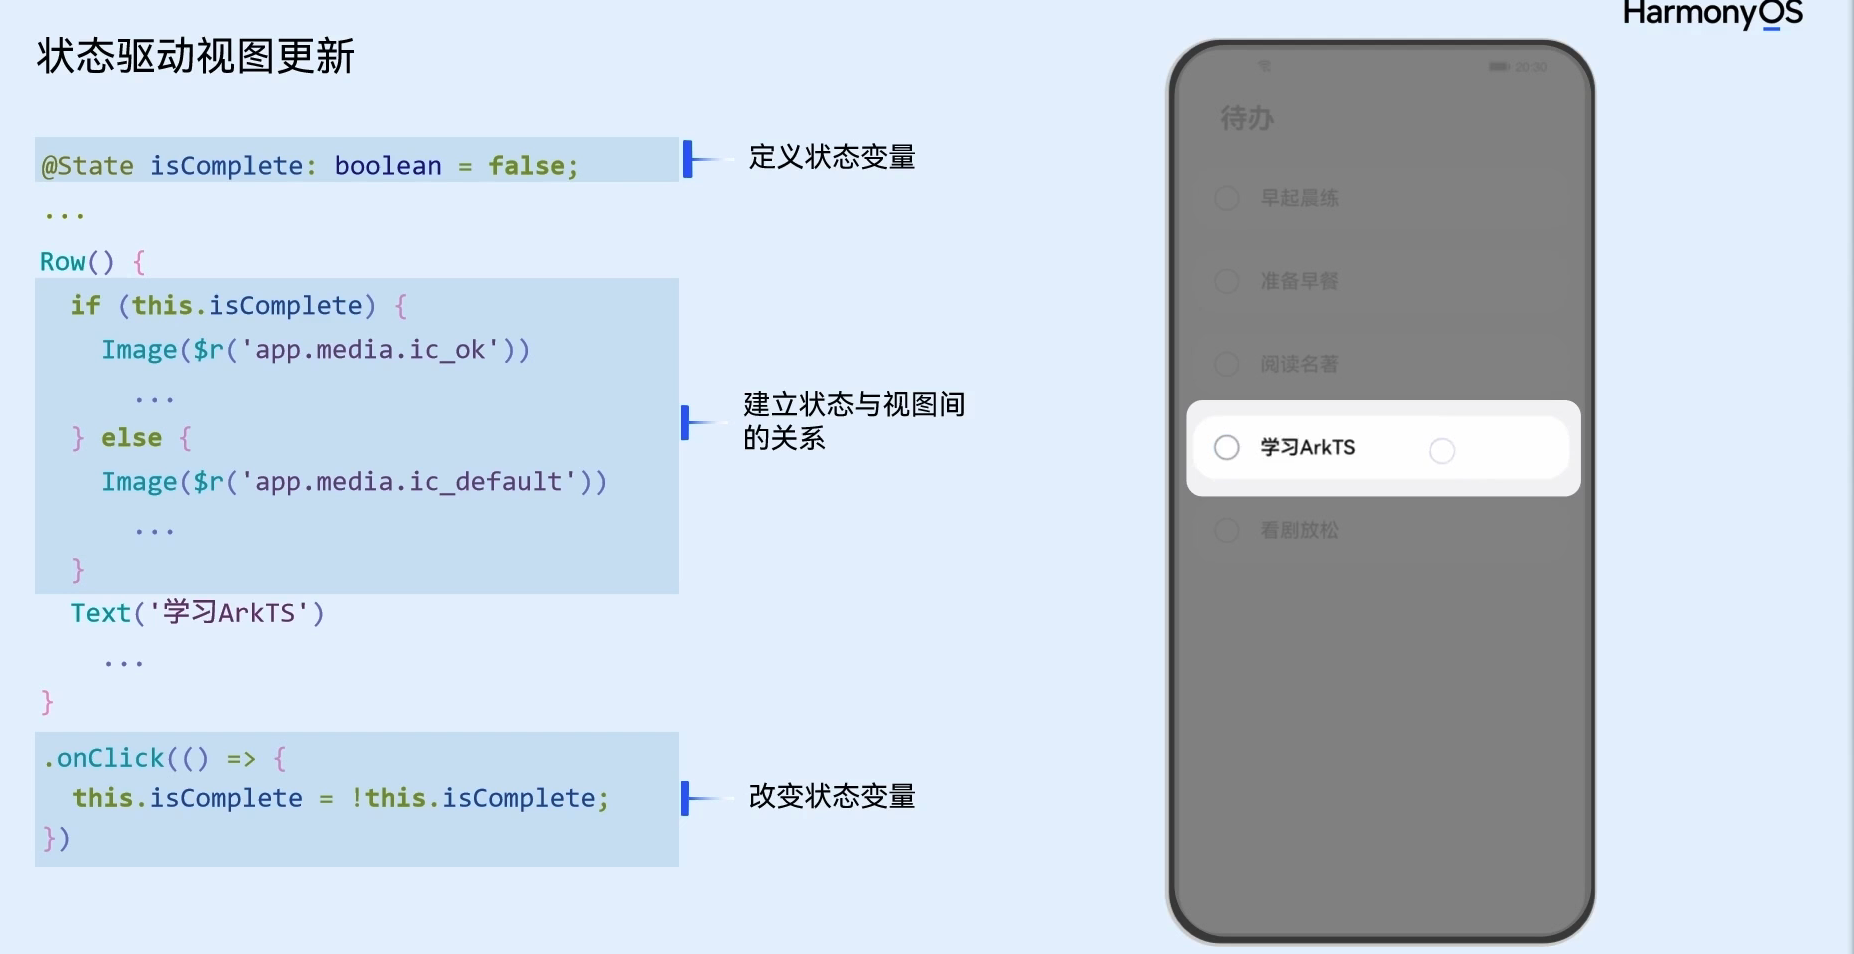 HarmonyOS
状态驱动视图更新
@State isComplete: boolean = false;
定义状态变量
...
Row() {
if (this.isComplete) {
Image($r('app.media.ic_ok'))
...
} else {
Image($r('app.media.ic_default'))
...
}
建立状态与视图间
的关系
Text('学习ArkTS')
...
}
.onClick(() => {
this.isComplete = !this.isComplete;
})
改变状态变量
20:30
待办
早起晨练
准备早餐
阅读名著
学习ArkTS
看剧放松